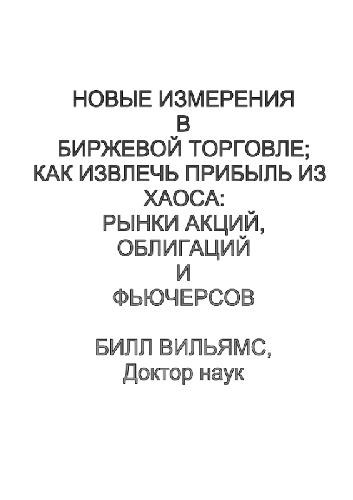 НОВЫЕ ИЗМЕРЕНИЯ
В
БИРЖЕВОЙ ТОРГОВЛЕ;
КАК ИЗВЛЕЧЬ ПРИБЫЛЬ ИЗ
ХАОСА:
РЫНКИ АКЦИЙ,
ОБЛИГАЦИЙ
И
ФЬЮЧЕРСОВ
БИЛЛ ВИЛЬЯМС,
Доктор наук